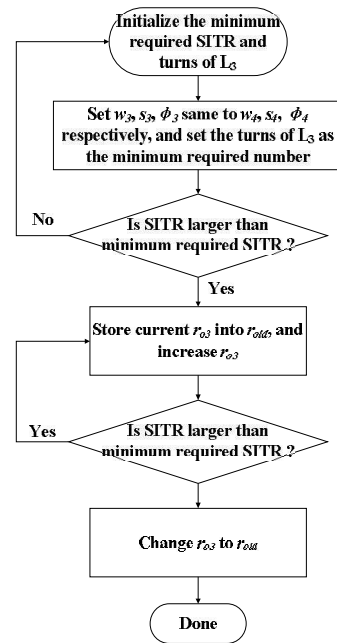 Initialize the minimum
required SITR and
turns of L₃
Set w₃, s₃, ϕ₃ same to w₄, s₄, ϕ₄
respectively, and set the turns of L₃ as
the minimum required number
No
Is SITR larger than
minimum required SITR ?
Yes
Store current rₒ₃ into rₒₗd, and
increase rₒ₃
Yes
Is SITR larger than
minimum required SITR ?
Change rₒ₃ to rₒₗd
Done